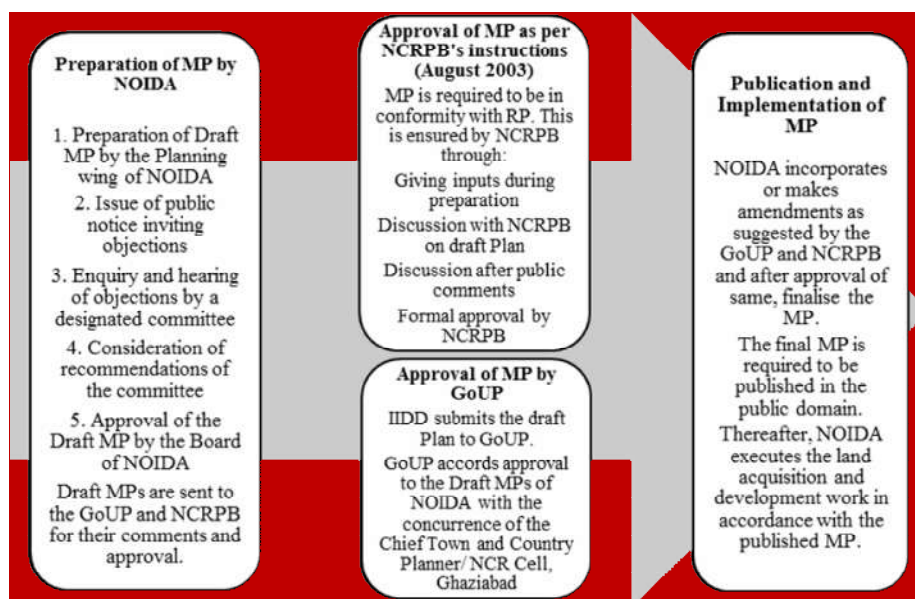 Preparation of MP by
NOIDA
1. Preparation of Draft
MP by the Planning
wing of NOIDA
2. Issue of public
notice inviting
objections
3. Enquiry and hearing
of objections by a
designated committee
4. Consideration of
recommendations of
the committee
5. Approval of the
Draft MP by the Board
of NOIDA
Draft MPs are sent to
the GoUP and NCRPB
for their comments and
approval.
Approval of MP as per
NCRPB's instructions
(August 2003)
MP is required to be in
conformity with RP. This
is ensured by NCRPB
through:
Giving inputs during
preparation
Discussion with NCRPB
on draft Plan
Discussion after public
comments
Formal approval by
NCRPB
Approval of MP by
GoUP
IIDD submits the draft
Plan to GoUP.
GoUP accords approval
to the Draft MPs of
NOIDA with the
concurrence of the
Chief Town and Country
Planner/ NCR Cell,
Ghaziabad
Publication and
Implementation of
MP
NOIDA incorporates
or makes
amendments as
suggested by the
GoUP and NCRPB
and after approval of
same, finalise the
MP.
The final MP is
required to be
published in the
public domain.
Thereafter, NOIDA
executes the land
acquisition and
development work in
accordance with the
published MP.